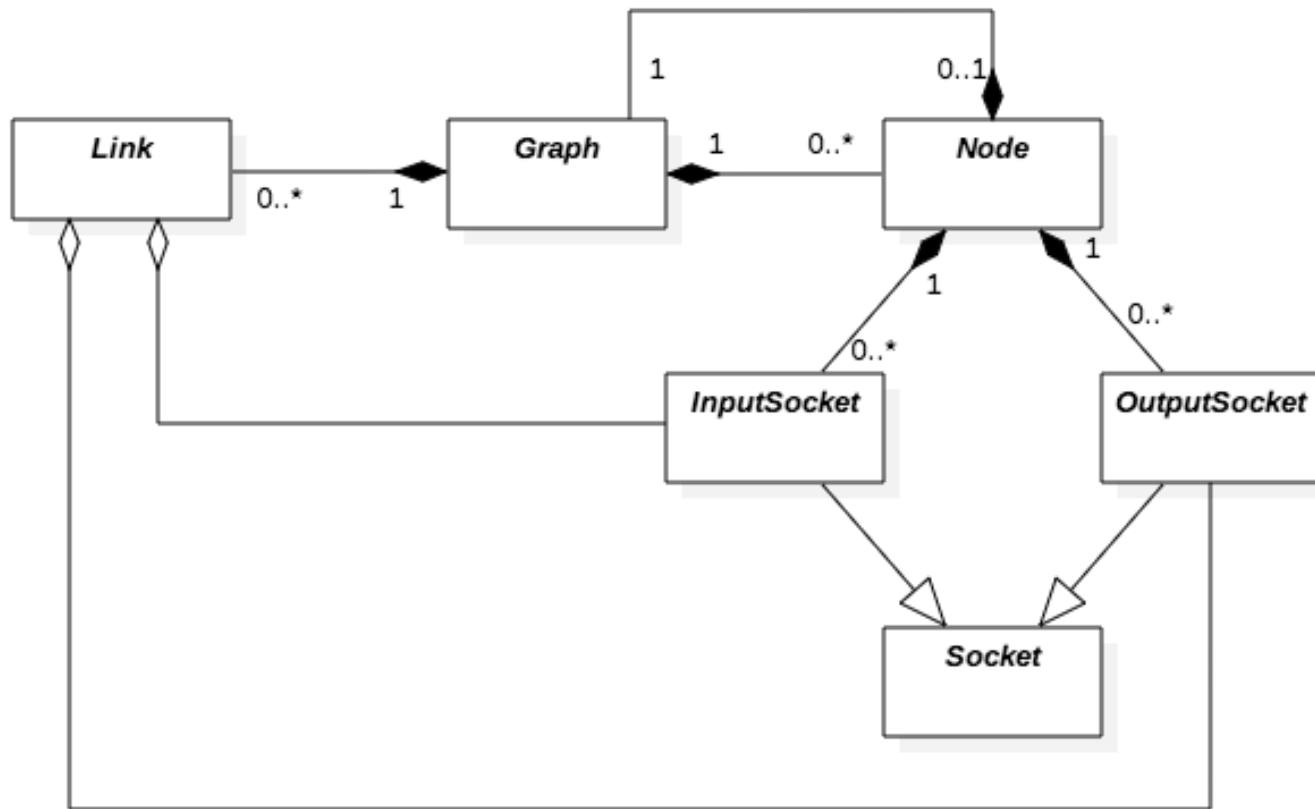 1
0..1
Link
Graph
Node
1
0..*
0..*
1
1
1
0..*
0..*
InputSocket
OutputSocket
Socket